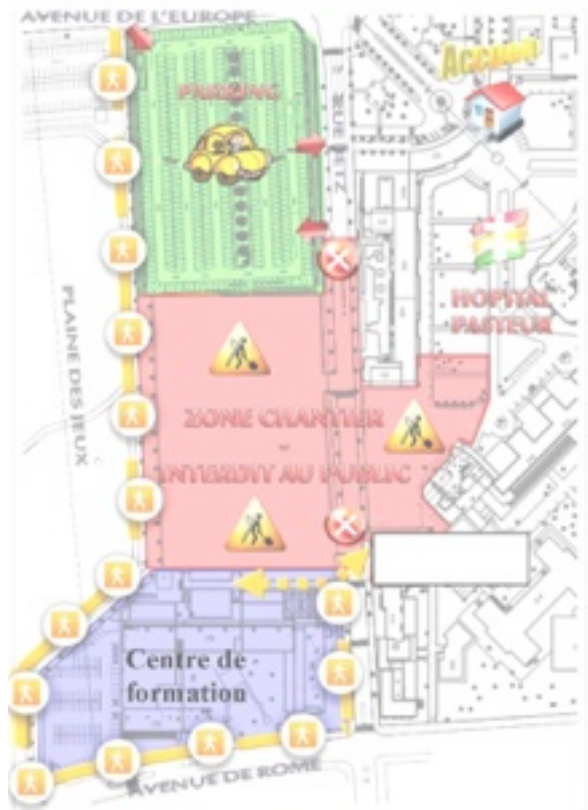 AVENUE DE L'EUROPE
ACCUEIL
PARKING
RUE BETZ
HOPITAL
PASTEUR
PLAINE DES JEUX
ZONE CHANTIER
-
INTERDIT AU PUBLIC
Centre de
formation
AVENUE DE ROME